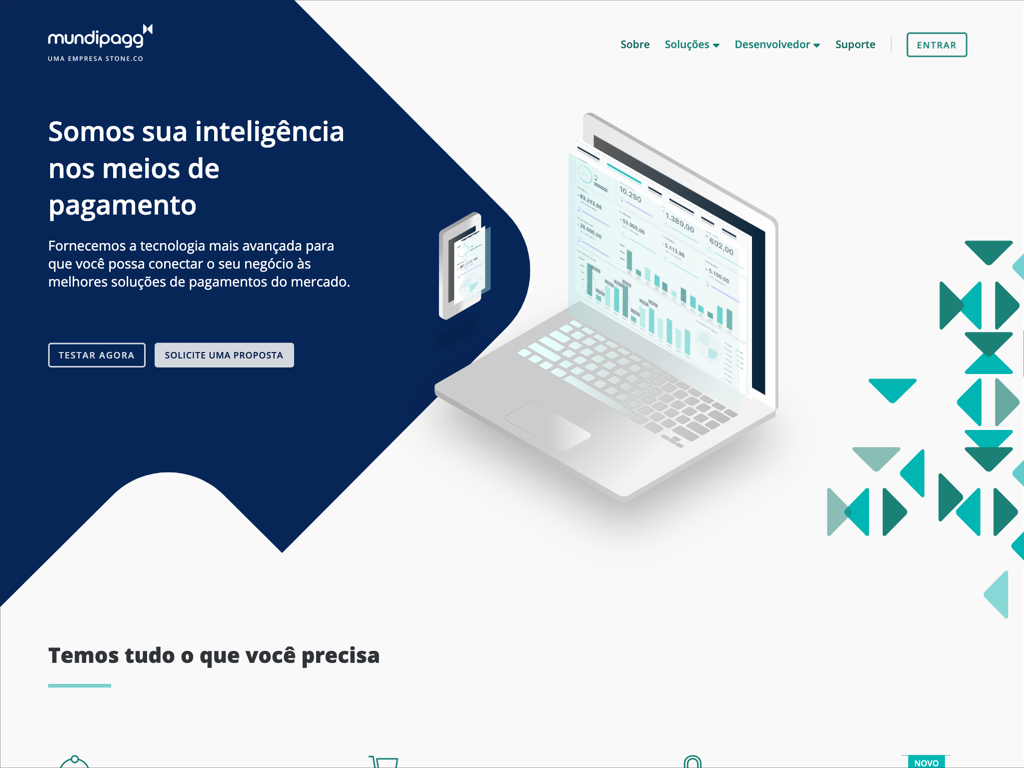 mundipagg
UMA EMPRESA STONE.CO
Sobre
Soluções
Desenvolvedor
Suporte
ENTRAR
Somos sua inteligência
nos meios de
pagamento
Fornecemos a tecnologia mais avançada para
que você possa conectar o seu negócio às
melhores soluções de pagamentos do mercado.
TESTAR AGORA
SOLICITE UMA PROPOSTA
10.290
1.380,00
602,00
Temos tudo o que você precisa
NOVO